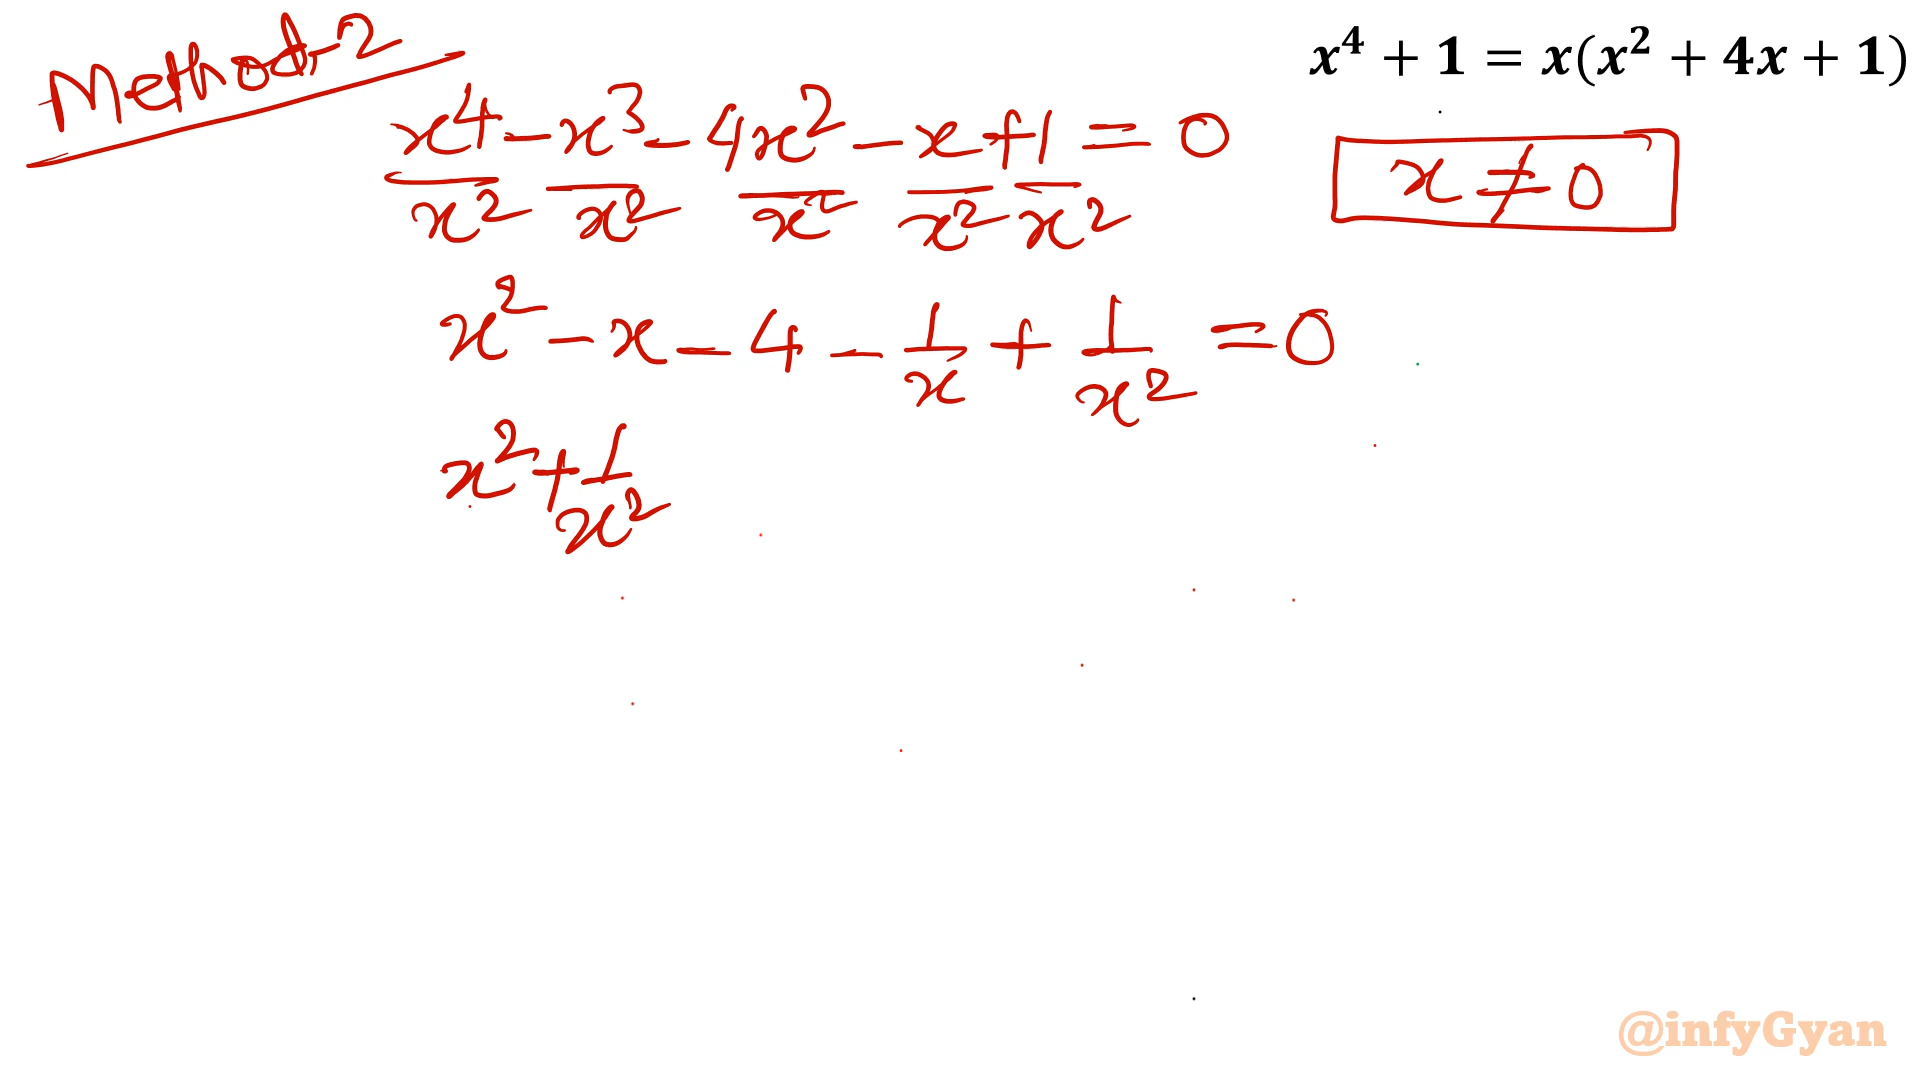 Method-2
x⁴ + 1 = x(x² + 4x + 1)
x⁴/x² - x³/x² - 4x²/x² - x/x² + 1/x² = 0
x ≠ 0
x² - x - 4 - 1/x + 1/x² = 0
x² + 1/x²
@infyGyan